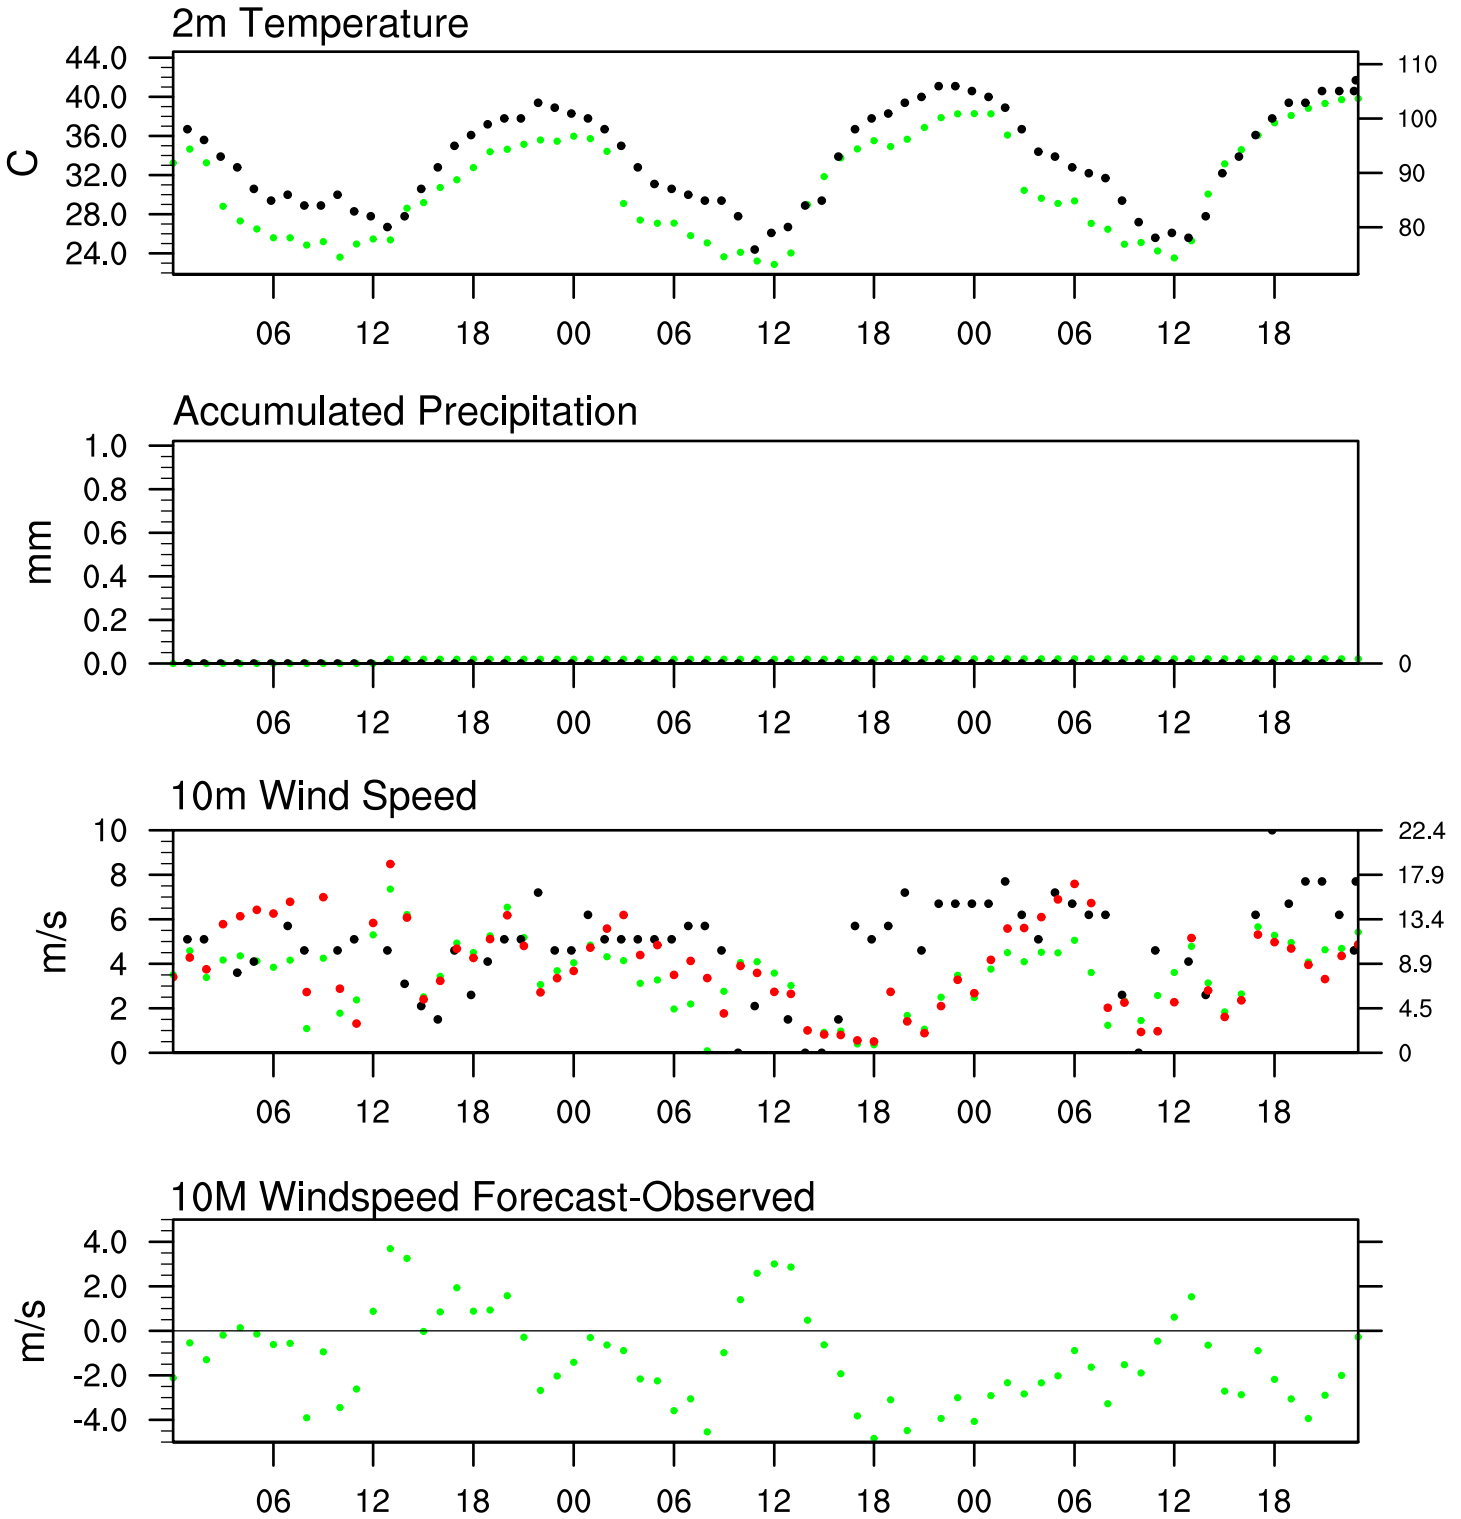 2m Temperature
44.0
40.0
36.0
32.0
28.0
24.0
C
110
100
90
80
06 12 18 00 06 12 18 00 06 12 18
Accumulated Precipitation
1.0
0.8
0.6
0.4
0.2
0.0
mm
0
06 12 18 00 06 12 18 00 06 12 18
10m Wind Speed
10
8
6
4
2
0
m/s
22.4
17.9
13.4
8.9
4.5
0
06 12 18 00 06 12 18 00 06 12 18
10M Windspeed Forecast-Observed
4.0
2.0
0.0
-2.0
-4.0
m/s
06 12 18 00 06 12 18 00 06 12 18